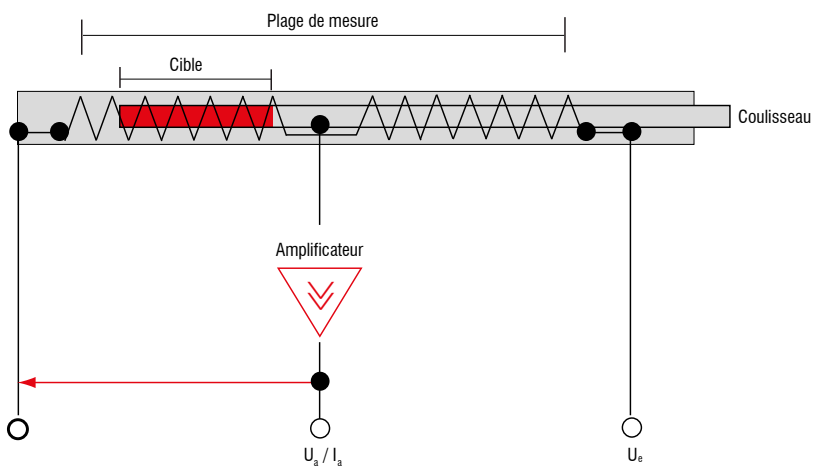 Plage de mesure
Cible
Coulisseau
Amplificateur
Uₐ / Iₐ
Uₑ